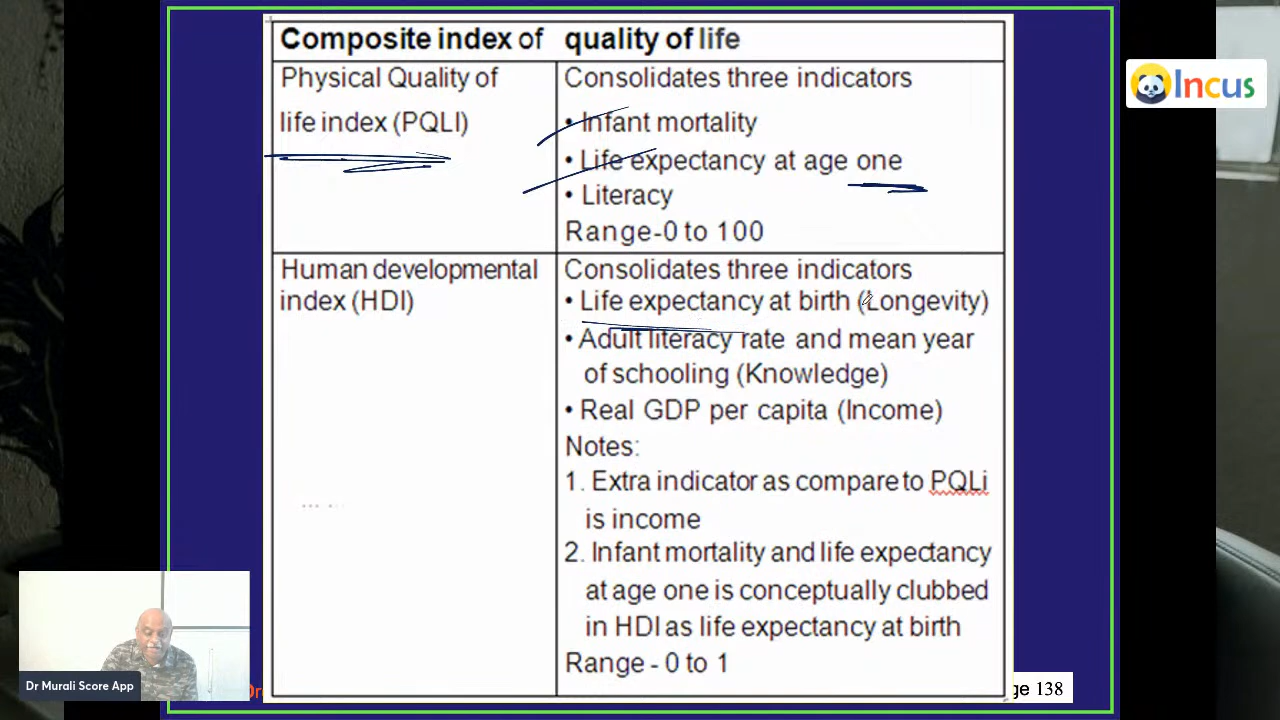 Composite index of quality of life
Incus
Physical Quality of
life index (PQLI)
Consolidates three indicators
• Infant mortality
• Life expectancy at age one
• Literacy
Range-0 to 100
Human developmental
index (HDI)
Consolidates three indicators
• Life expectancy at birth (Longevity)
• Adult literacy rate and mean year
of schooling (Knowledge)
• Real GDP per capita (Income)
Notes:
1. Extra indicator as compare to PQLi
is income
2. Infant mortality and life expectancy
at age one is conceptually clubbed
in HDI as life expectancy at birth
Range - 0 to 1
Dr Murali Score App
ge 138